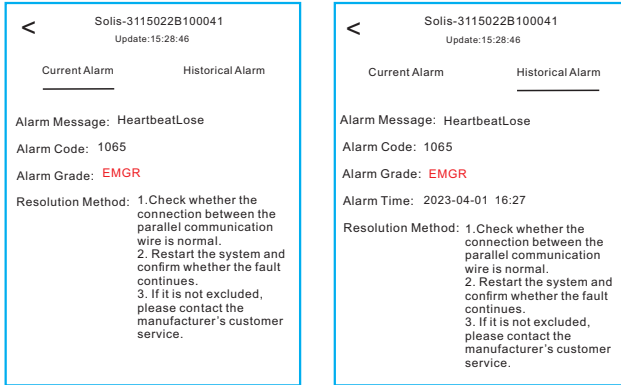 <
Solis-3115022B100041
Update:15:28:46
Current Alarm
Historical Alarm
Alarm Message: HeartbeatLose
Alarm Code: 1065
Alarm Grade: EMGR
Resolution Method: 1.Check whether the
connection between the
parallel communication
wire is normal.
2. Restart the system and
confirm whether the fault
continues.
3. If it is not excluded,
please contact the
manufacturer's customer
service.
<
Solis-3115022B100041
Update:15:28:46
Current Alarm
Historical Alarm
Alarm Message: HeartbeatLose
Alarm Code: 1065
Alarm Grade: EMGR
Alarm Time: 2023-04-01 16:27
Resolution Method: 1.Check whether the
connection between the
parallel communication
wire is normal.
2. Restart the system and
confirm whether the fault
continues.
3. If it is not excluded,
please contact the
manufacturer's customer
service.